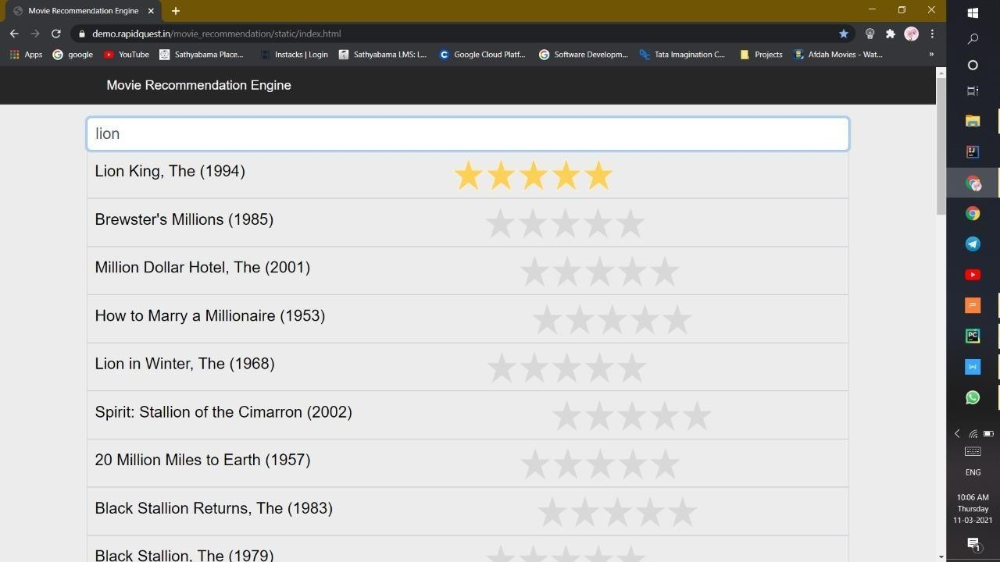 Movie Recommendation Engine
demo.rapidquest.in/movie_recommendation/static/index.html
Apps google YouTube Sathyabama Place... Instacks | Login Sathyabama LMS: L... Google Cloud Platf... Software Developm... Tata Imagination C... Projects Afdah Movies - Wat... »
Movie Recommendation Engine
lion
Lion King, The (1994)
Brewster's Millions (1985)
Million Dollar Hotel, The (2001)
How to Marry a Millionaire (1953)
Lion in Winter, The (1968)
Spirit: Stallion of the Cimarron (2002)
20 Million Miles to Earth (1957)
Black Stallion Returns, The (1983)
Black Stallion, The (1979)
IJ
PC
W
ENG
10:06 AM
Thursday
11-03-2021
1